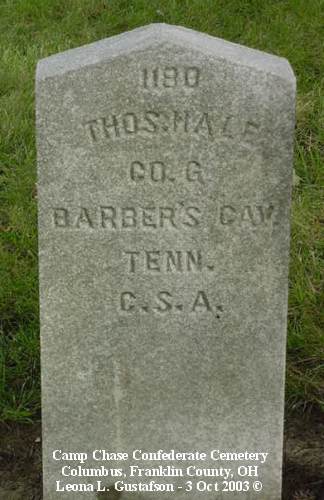 1180
THOS. HALE
CO. G
BARBER'S CAV.
TENN.
C.S.A.
Camp Chase Confederate Cemetery
Columbus, Franklin County, OH
Leona L. Gustafson - 3 Oct 2003 ©